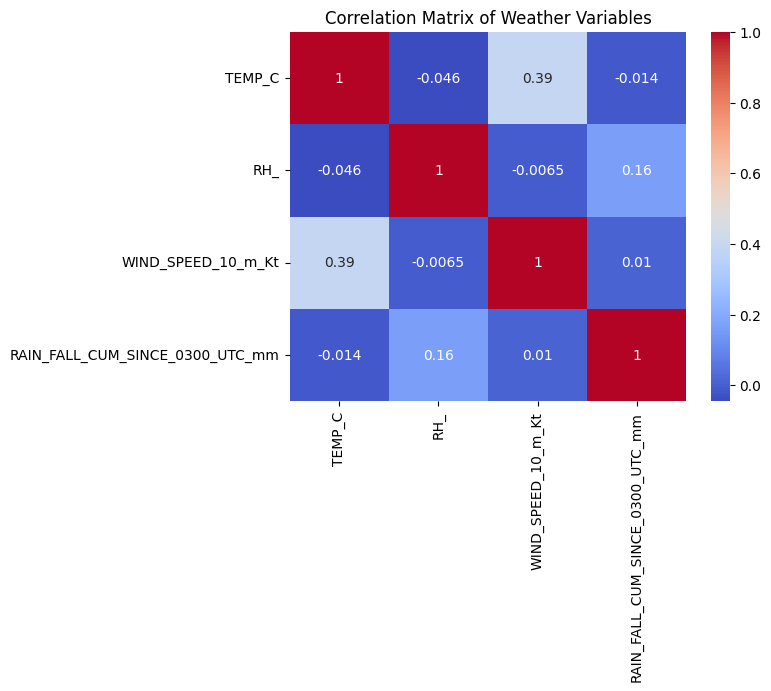 Correlation Matrix of Weather Variables
TEMP_C
1
-0.046
0.39
-0.014
RH_
-0.046
1
-0.0065
0.16
WIND_SPEED_10_m_Kt
0.39
-0.0065
1
0.01
RAIN_FALL_CUM_SINCE_0300_UTC_mm
-0.014
0.16
0.01
1
TEMP_C
RH_
WIND_SPEED_10_m_Kt
RAIN_FALL_CUM_SINCE_0300_UTC_mm
1.0
0.8
0.6
0.4
0.2
0.0